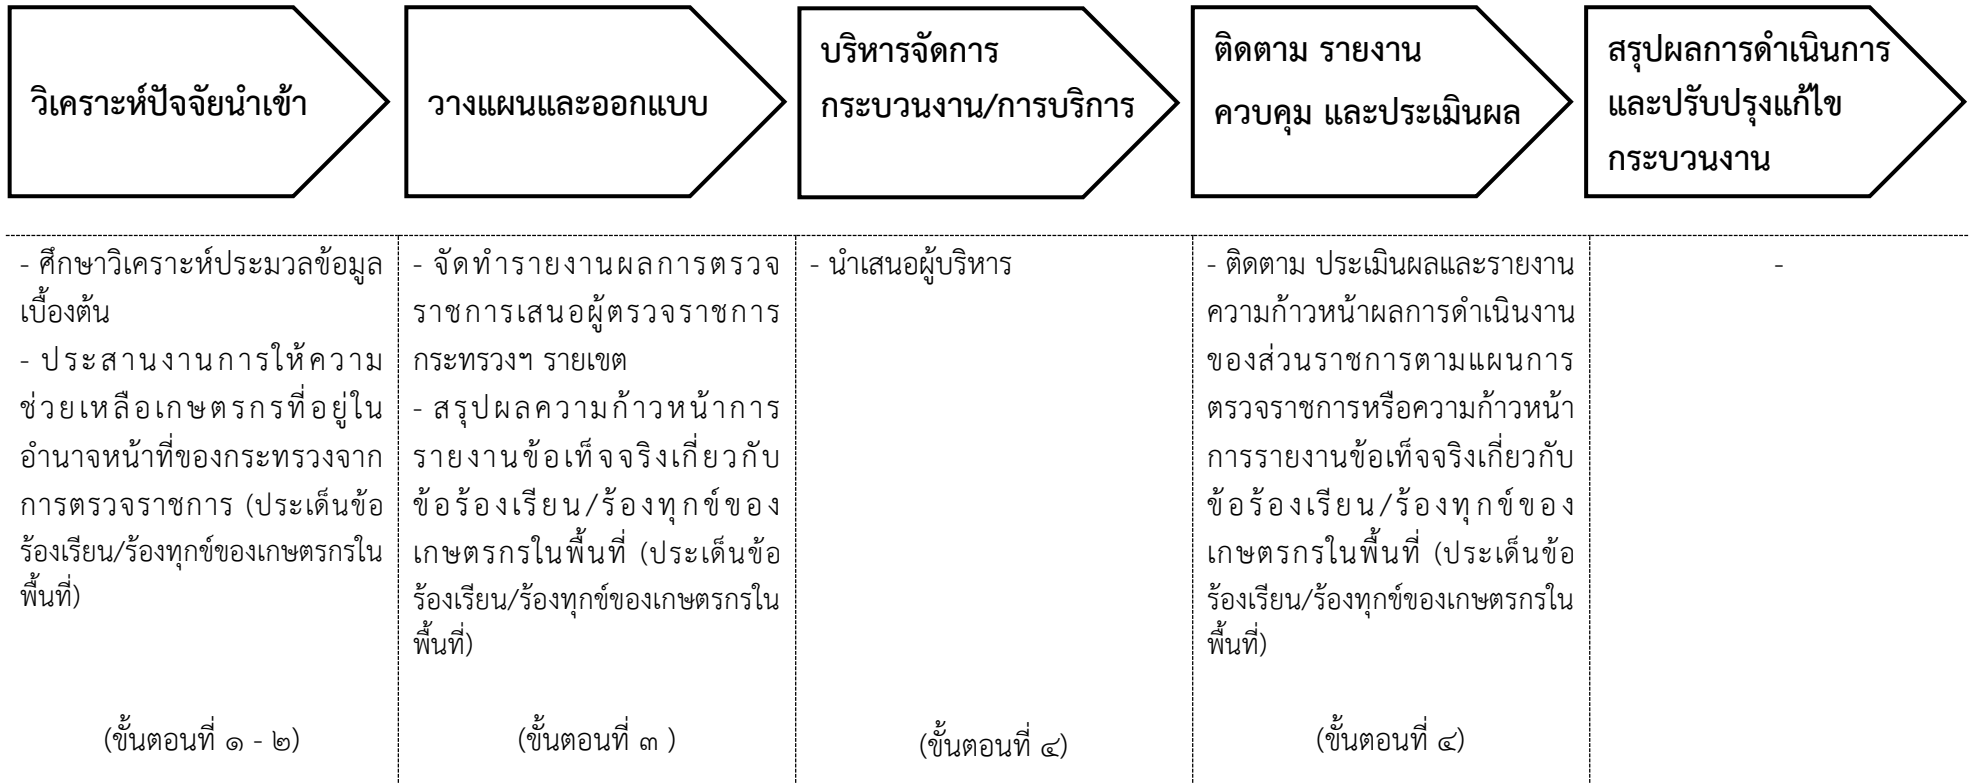 วิเคราะห์ปัจจัยนำเข้า
วางแผนและออกแบบ
บริหารจัดการ
กระบวนงาน/การบริการ
ติดตาม รายงาน
ควบคุม และประเมินผล
สรุปผลการดำเนินการ
และปรับปรุงแก้ไข
กระบวนงาน
- ศึกษาวิเคราะห์ประมวลข้อมูล
เบื้องต้น
- ประสานงานการให้ความ
ช่วยเหลือเกษตรกรที่อยู่ใน
อำนาจหน้าที่ของกระทรวงจาก
การตรวจราชการ (ประเด็นข้อ
ร้องเรียน/ร้องทุกข์ของเกษตรกรใน
พื้นที่)
(ขั้นตอนที่ ๑ - ๒)
- จัดทำรายงานผลการตรวจ
ราชการเสนอผู้ตรวจราชการ
กระทรวงฯ รายเขต
- สรุปผลความก้าวหน้าการ
รายงานข้อเท็จจริงเกี่ยวกับ
ข้อร้องเรียน/ร้องทุกข์ของ
เกษตรกรในพื้นที่ (ประเด็นข้อ
ร้องเรียน/ร้องทุกข์ของเกษตรกรใน
พื้นที่)
(ขั้นตอนที่ ๓ )
- นำเสนอผู้บริหาร
(ขั้นตอนที่ ๔)
- ติดตาม ประเมินผลและรายงาน
ความก้าวหน้าผลการดำเนินงาน
ของส่วนราชการตามแผนการ
ตรวจราชการหรือความก้าวหน้า
การรายงานข้อเท็จจริงเกี่ยวกับ
ข้อร้องเรียน/ร้องทุกข์ของ
เกษตรกรในพื้นที่ (ประเด็นข้อ
ร้องเรียน/ร้องทุกข์ของเกษตรกรใน
พื้นที่)
(ขั้นตอนที่ ๔)
-